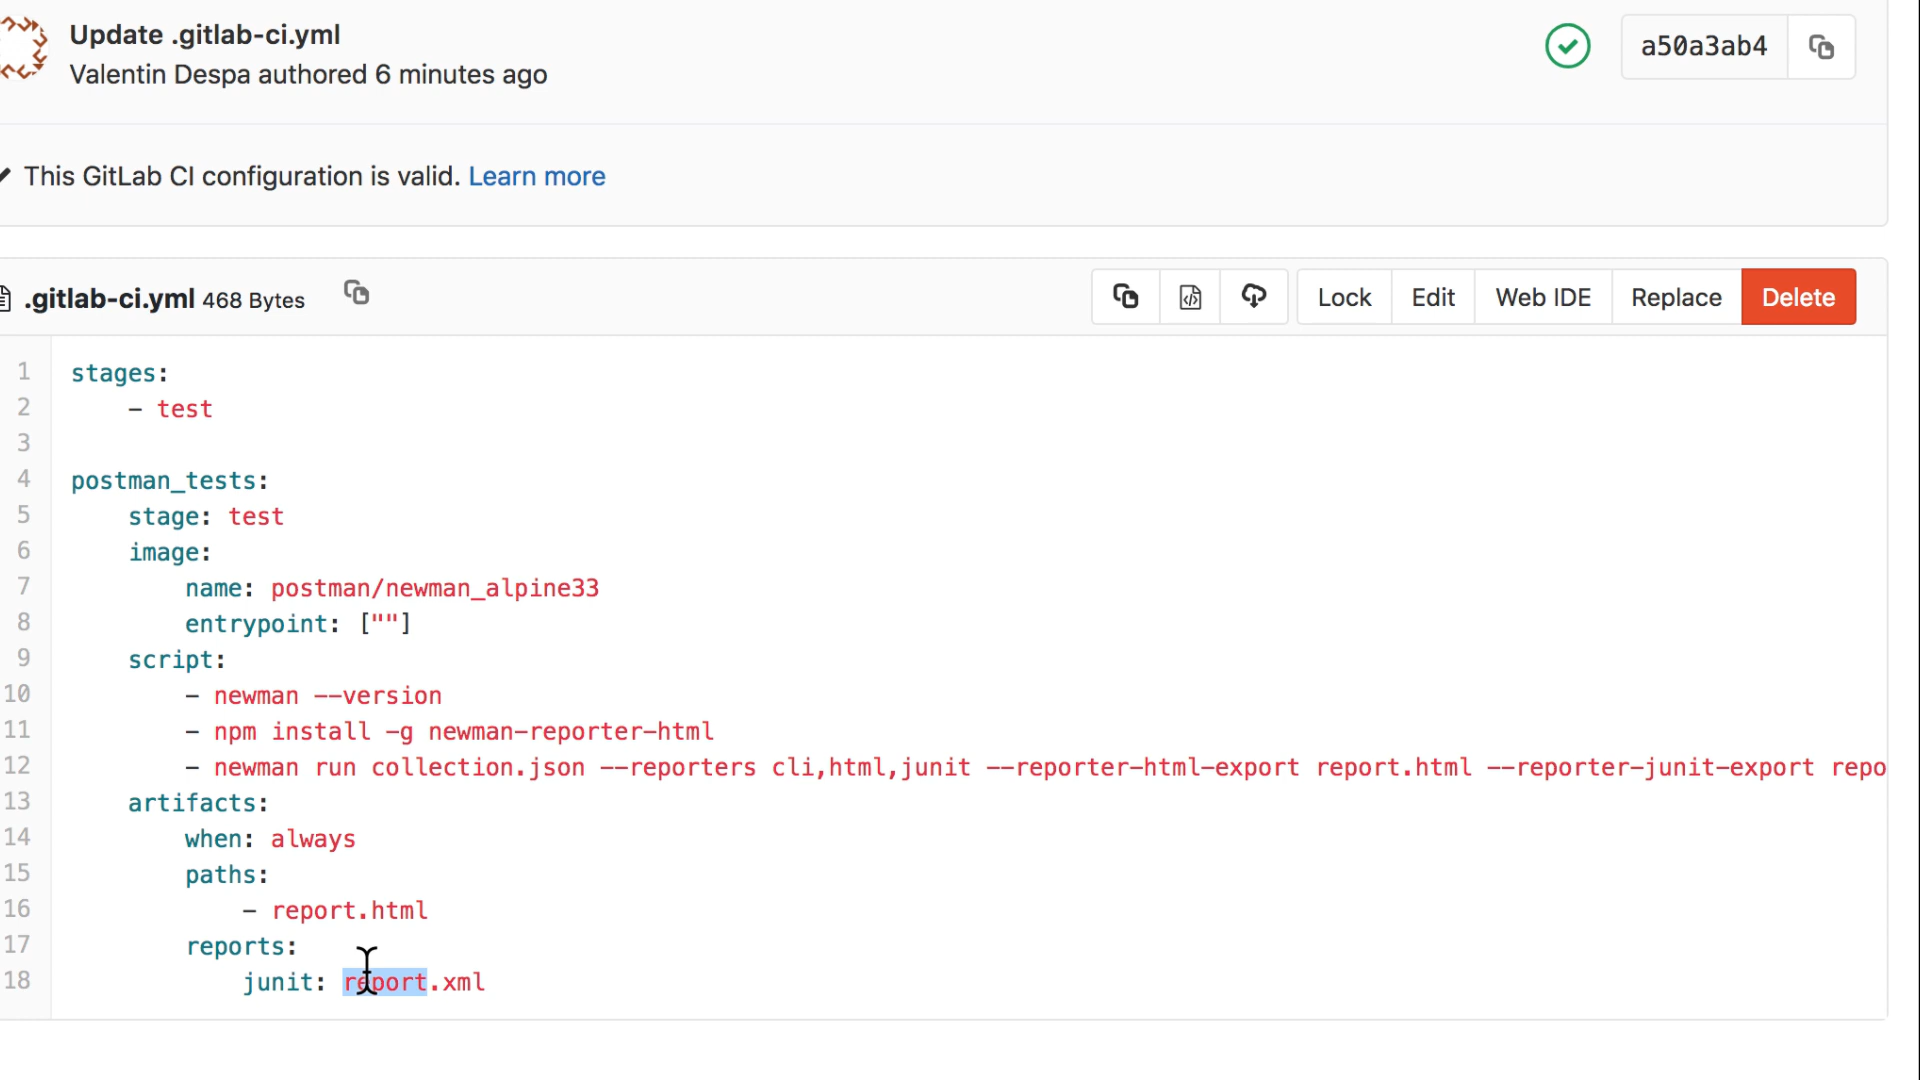 Update .gitlab-ci.yml
Valentin Despa authored 6 minutes ago
a50a3ab4
This GitLab CI configuration is valid. Learn more
.gitlab-ci.yml 468 Bytes
Lock Edit Web IDE Replace Delete
1 stages:
2 - test
3
4 postman_tests:
5 stage: test
6 image:
7 name: postman/newman_alpine33
8 entrypoint: [""]
9 script:
10 - newman --version
11 - npm install -g newman-reporter-html
12 - newman run collection.json --reporters cli,html,junit --reporter-html-export report.html --reporter-junit-export repo
13 artifacts:
14 when: always
15 paths:
16 - report.html
17 reports:
18 junit: report.xml